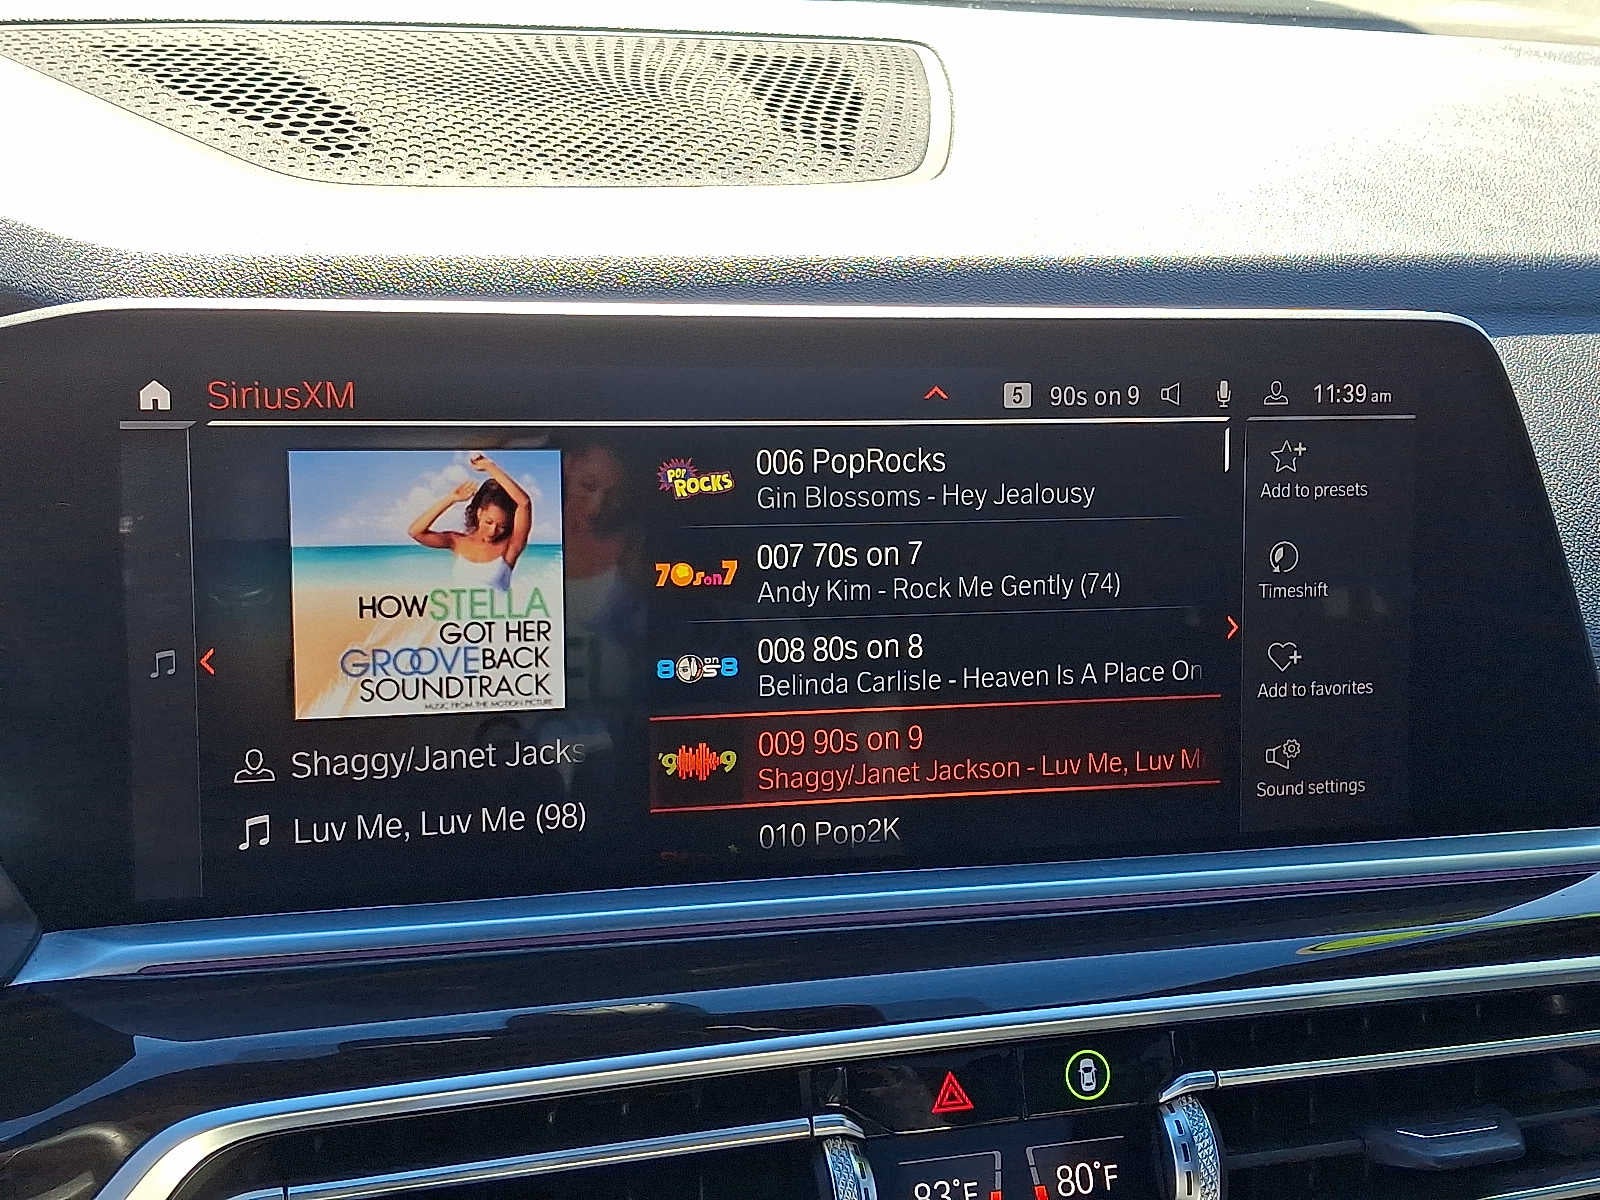 SiriusXM
5 90s on 9 11:39 am
HOW STELLA
GOT HER
GROOVE BACK
SOUNDTRACK
MUSIC FROM THE MOTION PICTURE
Shaggy/Janet Jacks
Luv Me, Luv Me (98)
POP ROCKS
006 PopRocks
Gin Blossoms - Hey Jealousy
70s on 7
007 70s on 7
Andy Kim - Rock Me Gently (74)
80s on 8
008 80s on 8
Belinda Carlisle - Heaven Is A Place On
'9 9
009 90s on 9
Shaggy/Janet Jackson - Luv Me, Luv M
010 Pop2K
Add to presets
Timeshift
Add to favorites
Sound settings
83°F
80°F